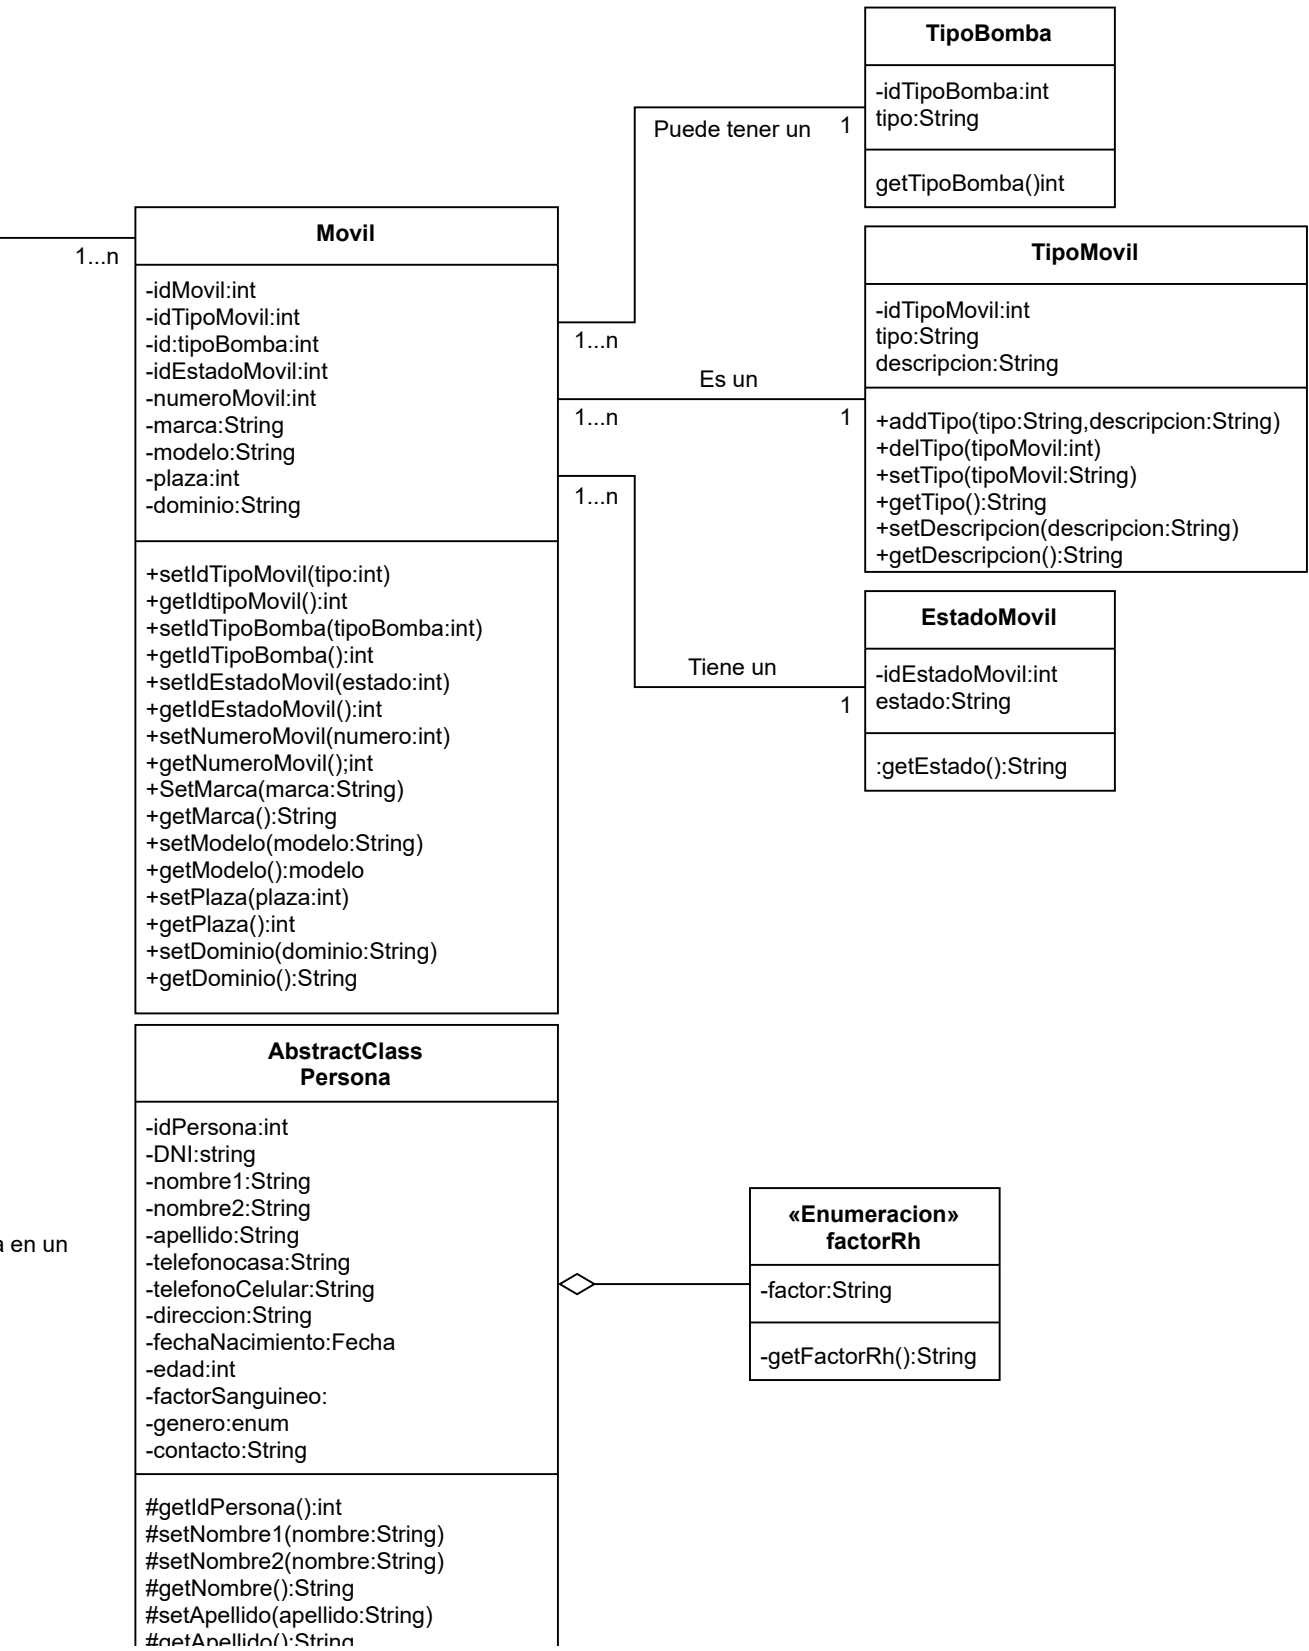 TipoBomba
-idTipoBomba:int
tipo:String
getTipoBomba()int
Puede tener un
1
1...n
Movil
-idMovil:int
-idTipoMovil:int
-id:tipoBomba:int
-idEstadoMovil:int
-numeroMovil:int
-marca:String
-modelo:String
-plaza:int
-dominio:String
+setIdTipoMovil(tipo:int)
+getIdtipoMovil():int
+setIdTipoBomba(tipoBomba:int)
+getIdTipoBomba():int
+setIdEstadoMovil(estado:int)
+getIdEstadoMovil():int
+setNumeroMovil(numero:int)
+getNumeroMovil();int
+SetMarca(marca:String)
+getMarca():String
+setModelo(modelo:String)
+getModelo():modelo
+setPlaza(plaza:int)
+getPlaza():int
+setDominio(dominio:String)
+getDominio():String
1...n
Es un
1...n
1
1...n
Tiene un
1
TipoMovil
-idTipoMovil:int
tipo:String
descripcion:String
+addTipo(tipo:String,descripcion:String)
+delTipo(tipoMovil:int)
+setTipo(tipoMovil:String)
+getTipo():String
+setDescripcion(descripcion:String)
+getDescripcion():String
EstadoMovil
-idEstadoMovil:int
estado:String
:getEstado():String
AbstractClass
Persona
-idPersona:int
-DNI:string
-nombre1:String
-nombre2:String
-apellido:String
-telefonocasa:String
-telefonoCelular:String
-direccion:String
-fechaNacimiento:Fecha
-edad:int
-factorSanguineo:
-genero:enum
-contacto:String
#getIdPersona():int
#setNombre1(nombre:String)
#setNombre2(nombre:String)
#getNombre():String
#setApellido(apellido:String)
#getApellido():String
en un
«Enumeracion»
factorRh
-factor:String
-getFactorRh():String